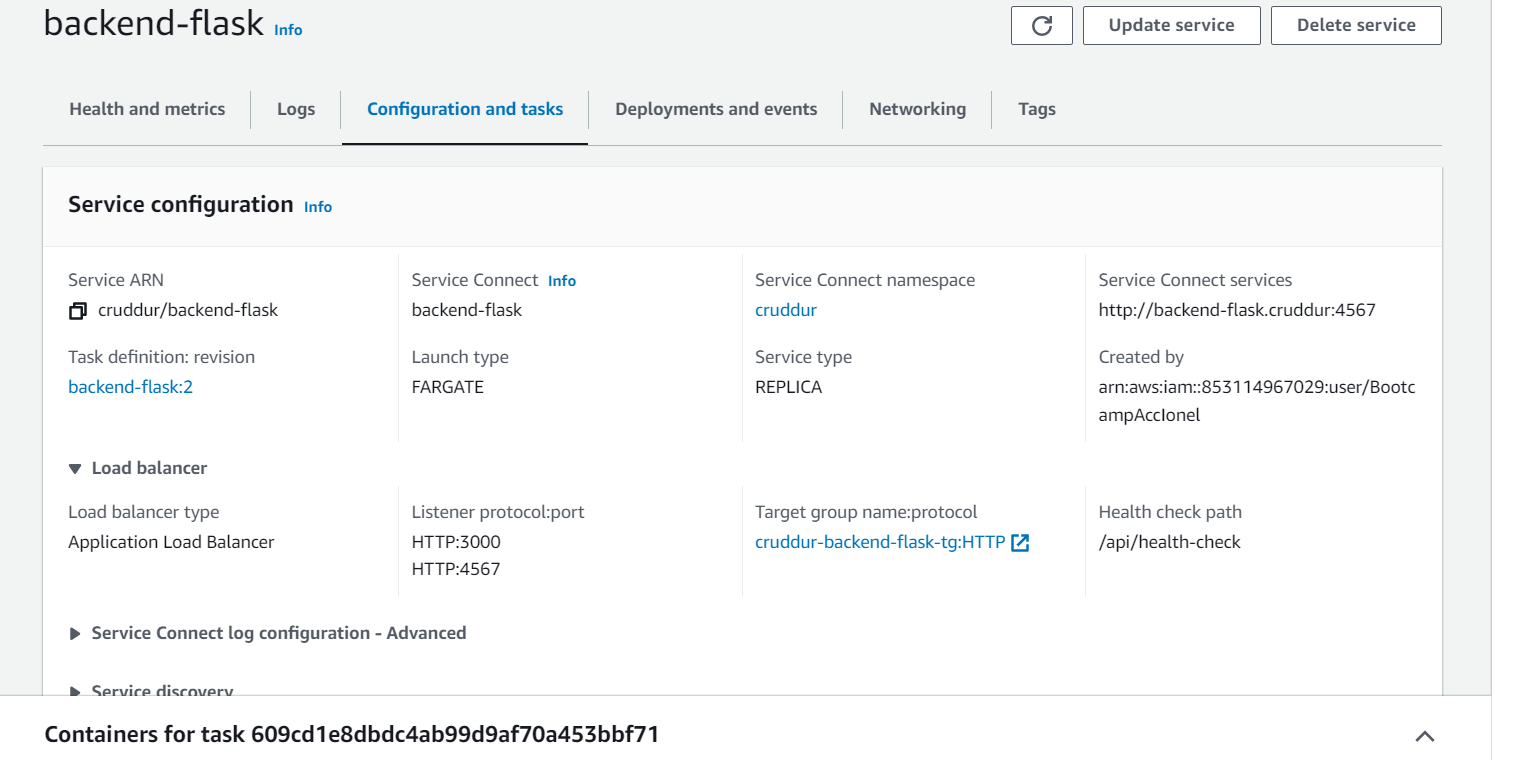 backend-flask Info
Update service
Delete service
Health and metrics
Logs
Configuration and tasks
Deployments and events
Networking
Tags
Service configuration Info
Service ARN
cruddur/backend-flask
Service Connect Info
backend-flask
Service Connect namespace
cruddur
Service Connect services
http://backend-flask.cruddur:4567
Task definition: revision
backend-flask:2
Launch type
FARGATE
Service type
REPLICA
Created by
arn:aws:iam::853114967029:user/Bootc
ampAccIonel
Load balancer
Load balancer type
Application Load Balancer
Listener protocol:port
HTTP:3000
HTTP:4567
Target group name:protocol
cruddur-backend-flask-tg:HTTP
Health check path
/api/health-check
Service Connect log configuration - Advanced
Service discovery
Containers for task 609cd1e8dbdc4ab99d9af70a453bbf71